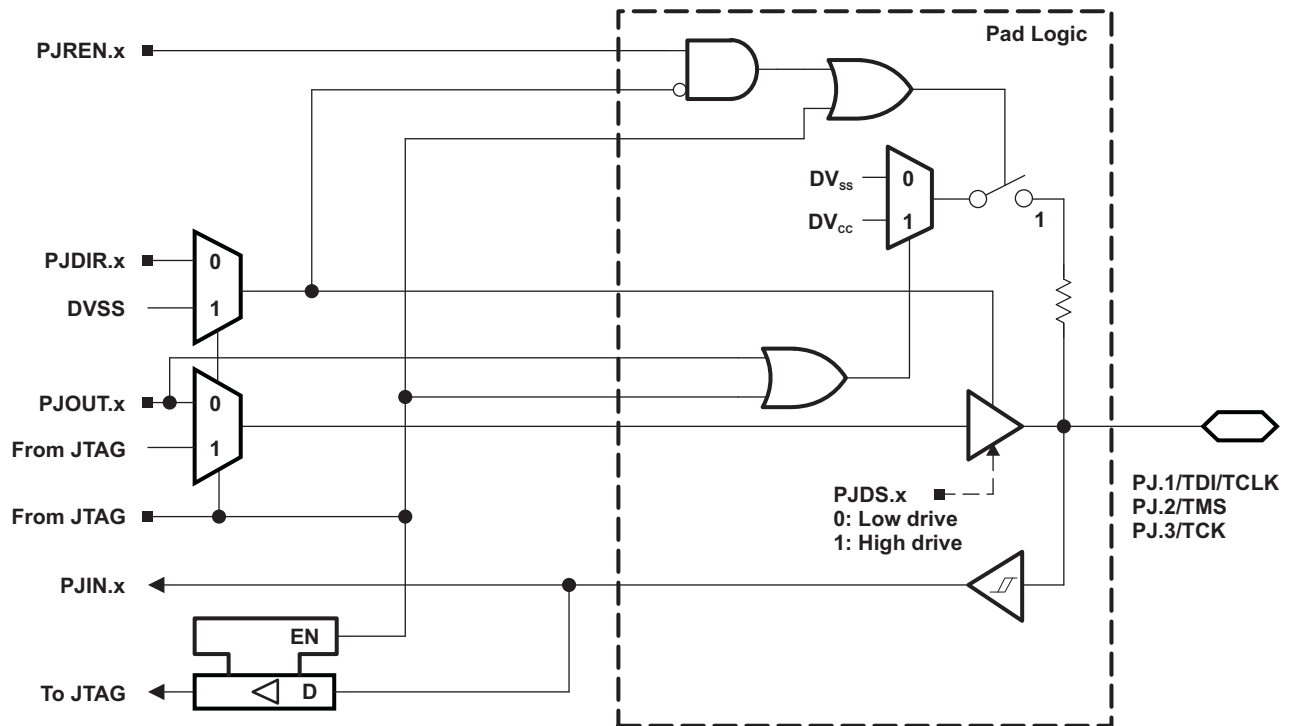 PJREN.x
Pad Logic
DVss
0
DVcc
1
1
PJDIR.x
0
DVSS
1
PJOUT.x
0
From JTAG
1
From JTAG
PJDS.x
0: Low drive
1: High drive
PJ.1/TDI/TCLK
PJ.2/TMS
PJ.3/TCK
PJIN.x
EN
To JTAG
D